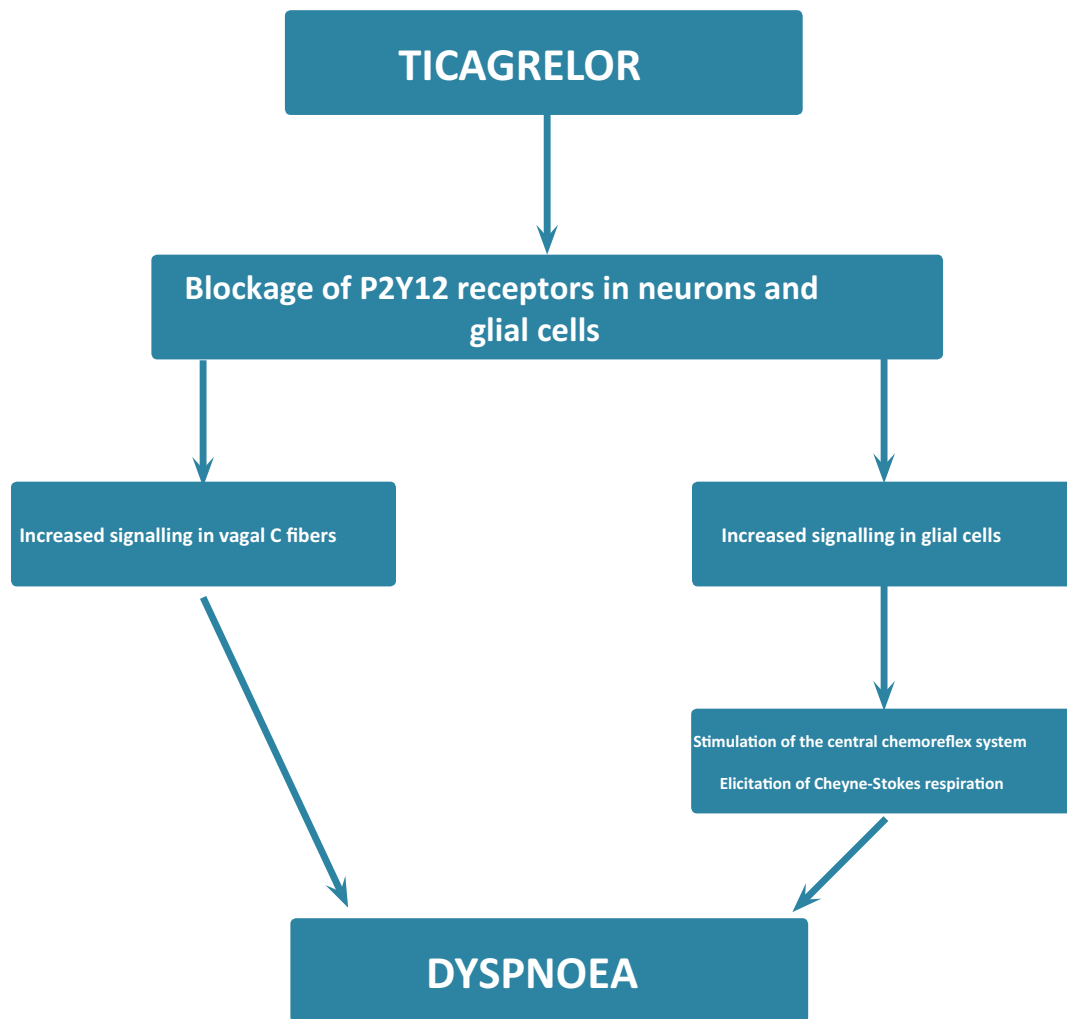 TICAGRELOR
Blockage of P2Y12 receptors in neurons and
glial cells
Increased signalling in vagal C fibers
Increased signalling in glial cells
Stimulation of the central chemoreflex system
Elicitation of Cheyne-Stokes respiration
DYSPNOEA